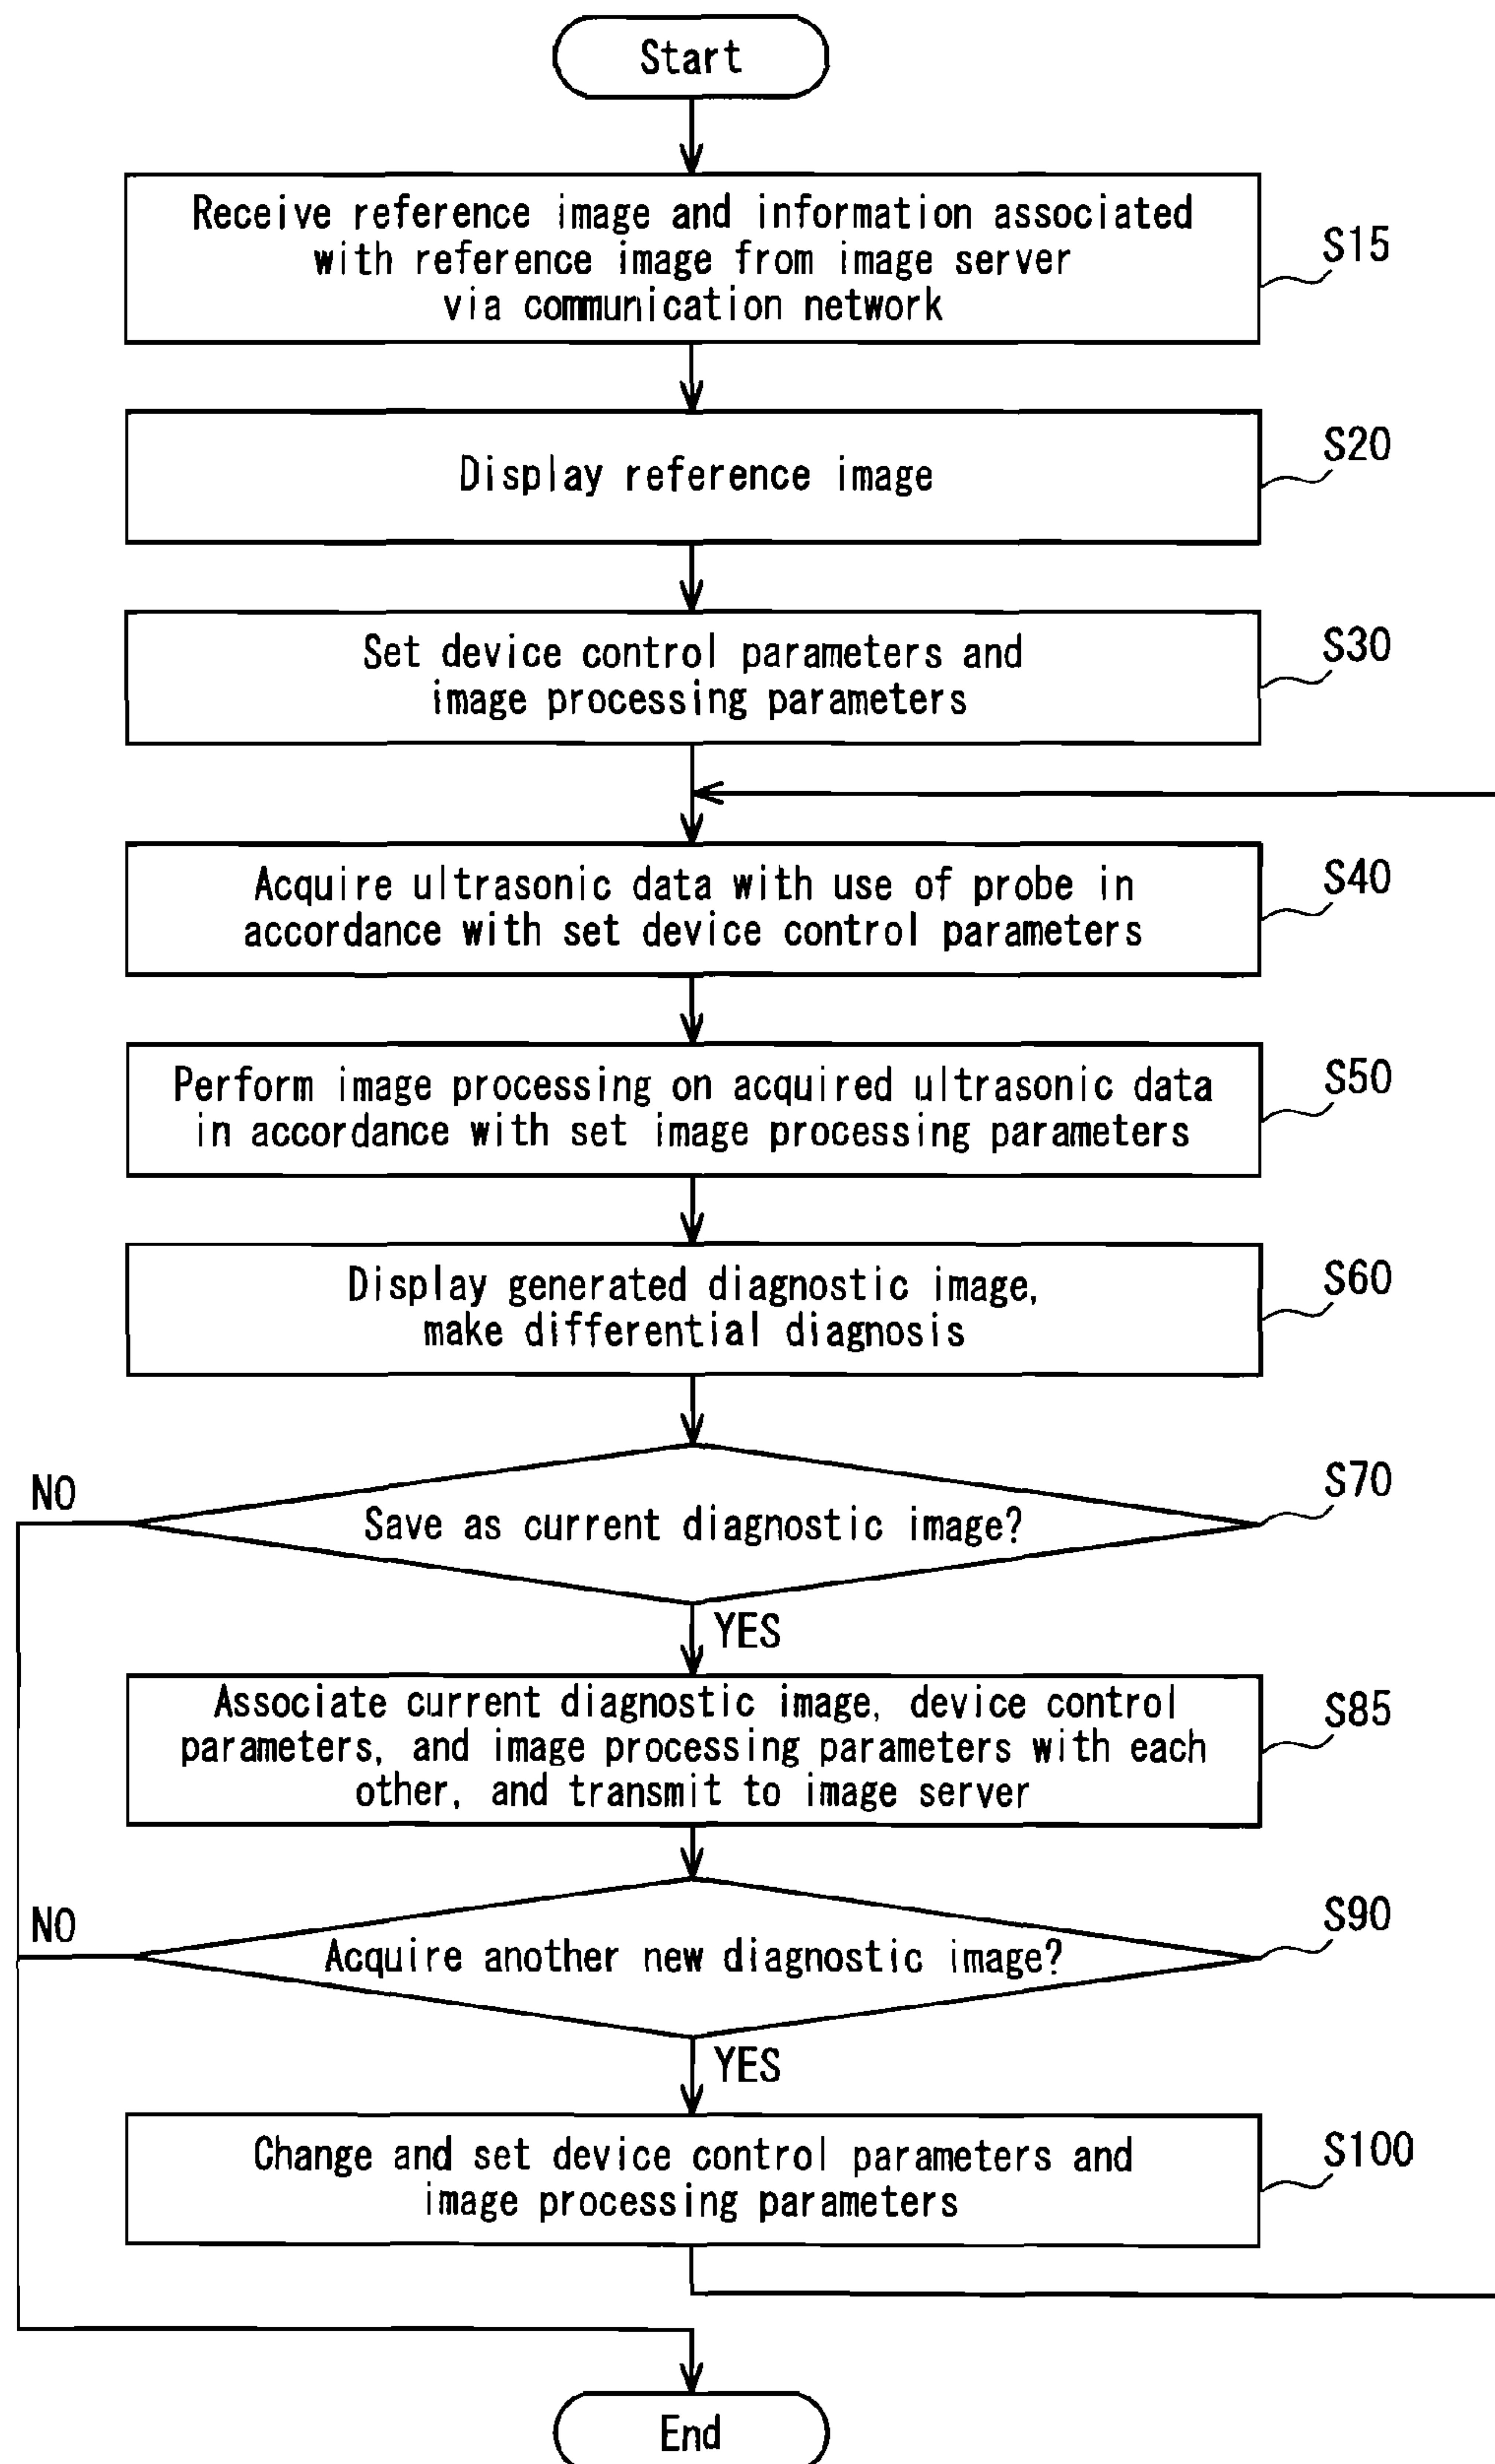 Start
Receive reference image and information associated
with reference image from image server
via communication network
S15
Display reference image
S20
Set device control parameters and
image processing parameters
S30
Acquire ultrasonic data with use of probe in
accordance with set device control parameters
S40
Perform image processing on acquired ultrasonic data
in accordance with set image processing parameters
S50
Display generated diagnostic image,
make differential diagnosis
S60
NO
Save as current diagnostic image?
S70
YES
Associate current diagnostic image, device control
parameters, and image processing parameters with each
other, and transmit to image server
S85
NO
Acquire another new diagnostic image?
S90
YES
Change and set device control parameters and
image processing parameters
S100
End